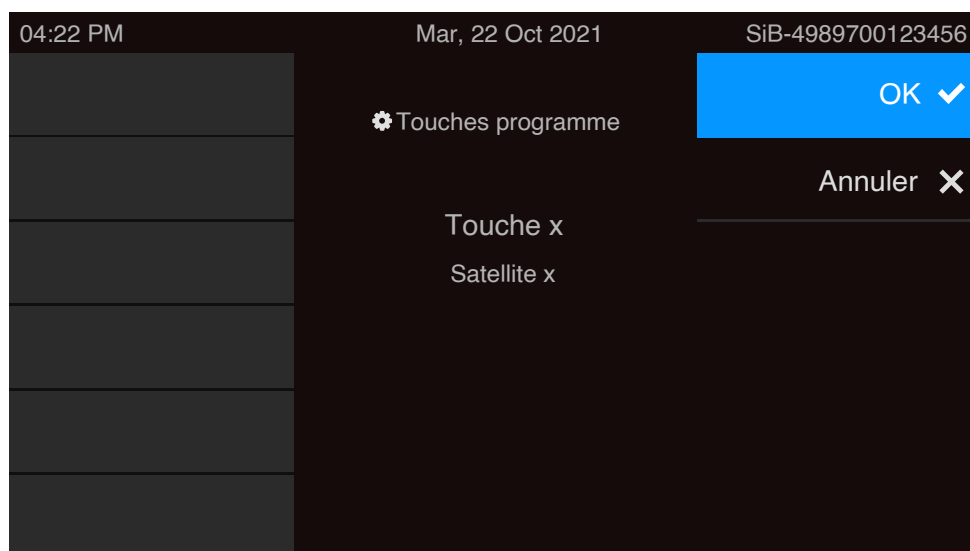 04:22 PM Mar, 22 Oct 2021 SiB-4989700123456
OK
Touches programme
Annuler
Touche x
Satellite x